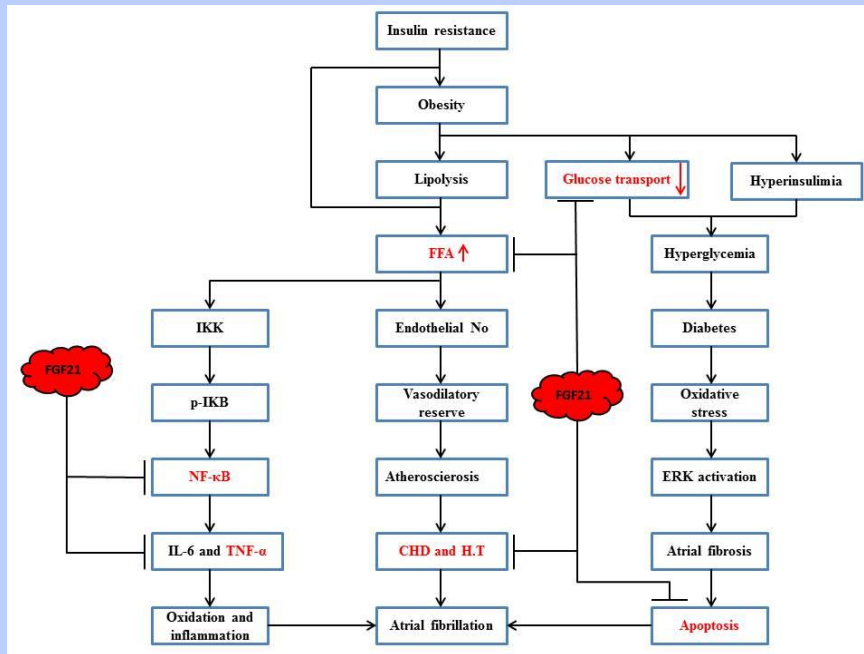 Insulin resistance
Obesity
Lipolysis
Glucose transport
Hyperinsulimia
FFA
Hyperglycemia
IKK
Endothelial No
Diabetes
FGF21
p-IKB
Vasodilatory
reserve
FGF21
Oxidative
stress
NF-κB
Atheroscierosis
ERK activation
IL-6 and TNF-α
CHD and H.T
Atrial fibrosis
Oxidation and
inflammation
Atrial fibrillation
Apoptosis